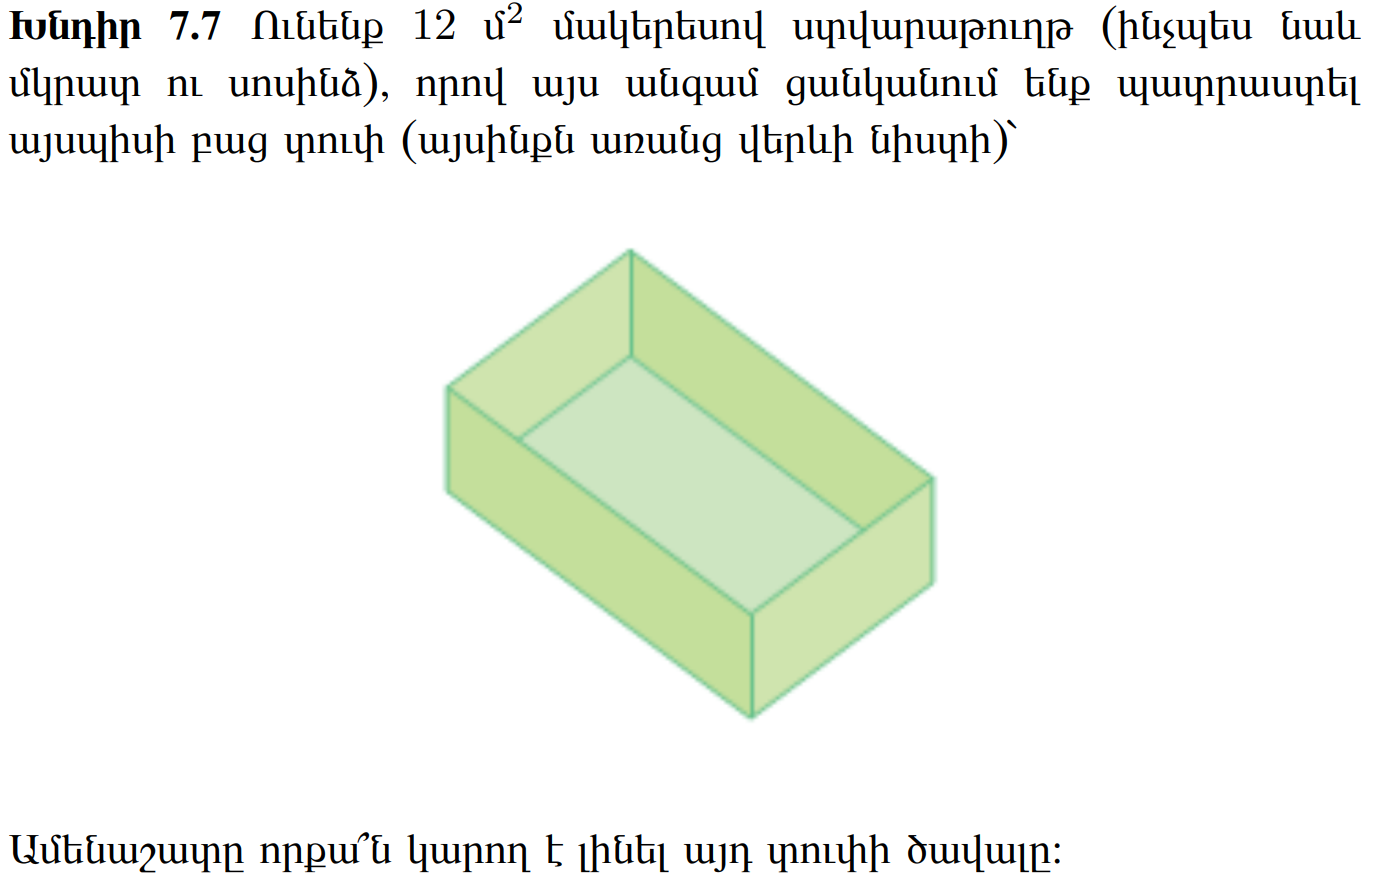 Խնդիր 7.7 Ունենք 12 մ² մակերեսով ստվարաթուղթ (ինչպես նաև
մկրատ ու սոսինձ), որով այս անգամ ցանկանում ենք պատրաստել
այսպիսի բաց տուփ (այսինքն առանց վերևի նիստի)՝
Ամենաշատը որքա՞ն կարող է լինել այդ տուփի ծավալը։